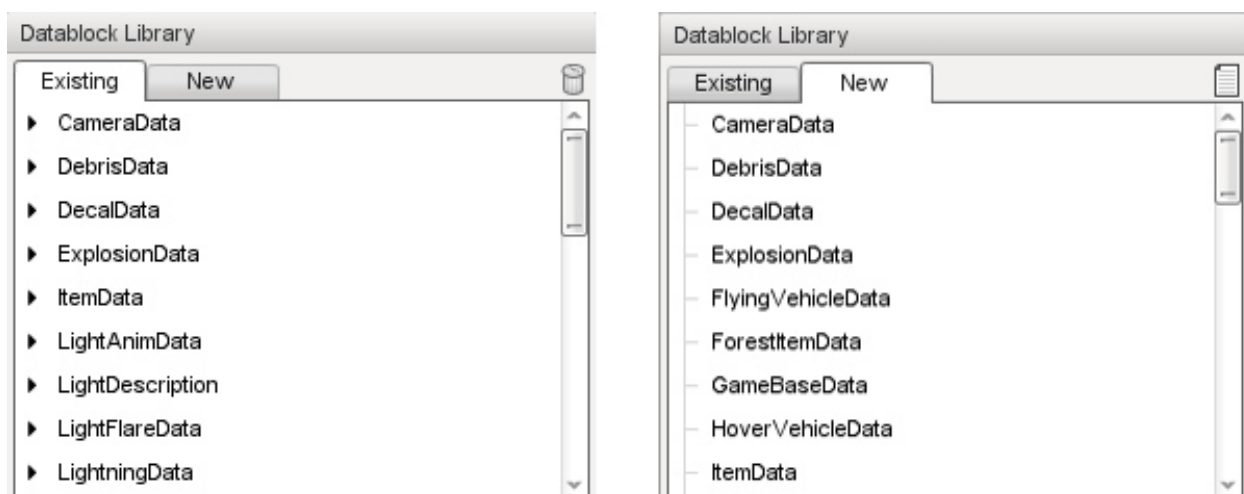 Datablock Library
Existing New
CameraData
DebrisData
DecalData
ExplosionData
ItemData
LightAnimData
LightDescription
LightFlareData
LightningData
Datablock Library
Existing New
CameraData
DebrisData
DecalData
ExplosionData
FlyingVehicleData
ForestItemData
GameBaseData
HoverVehicleData
ItemData